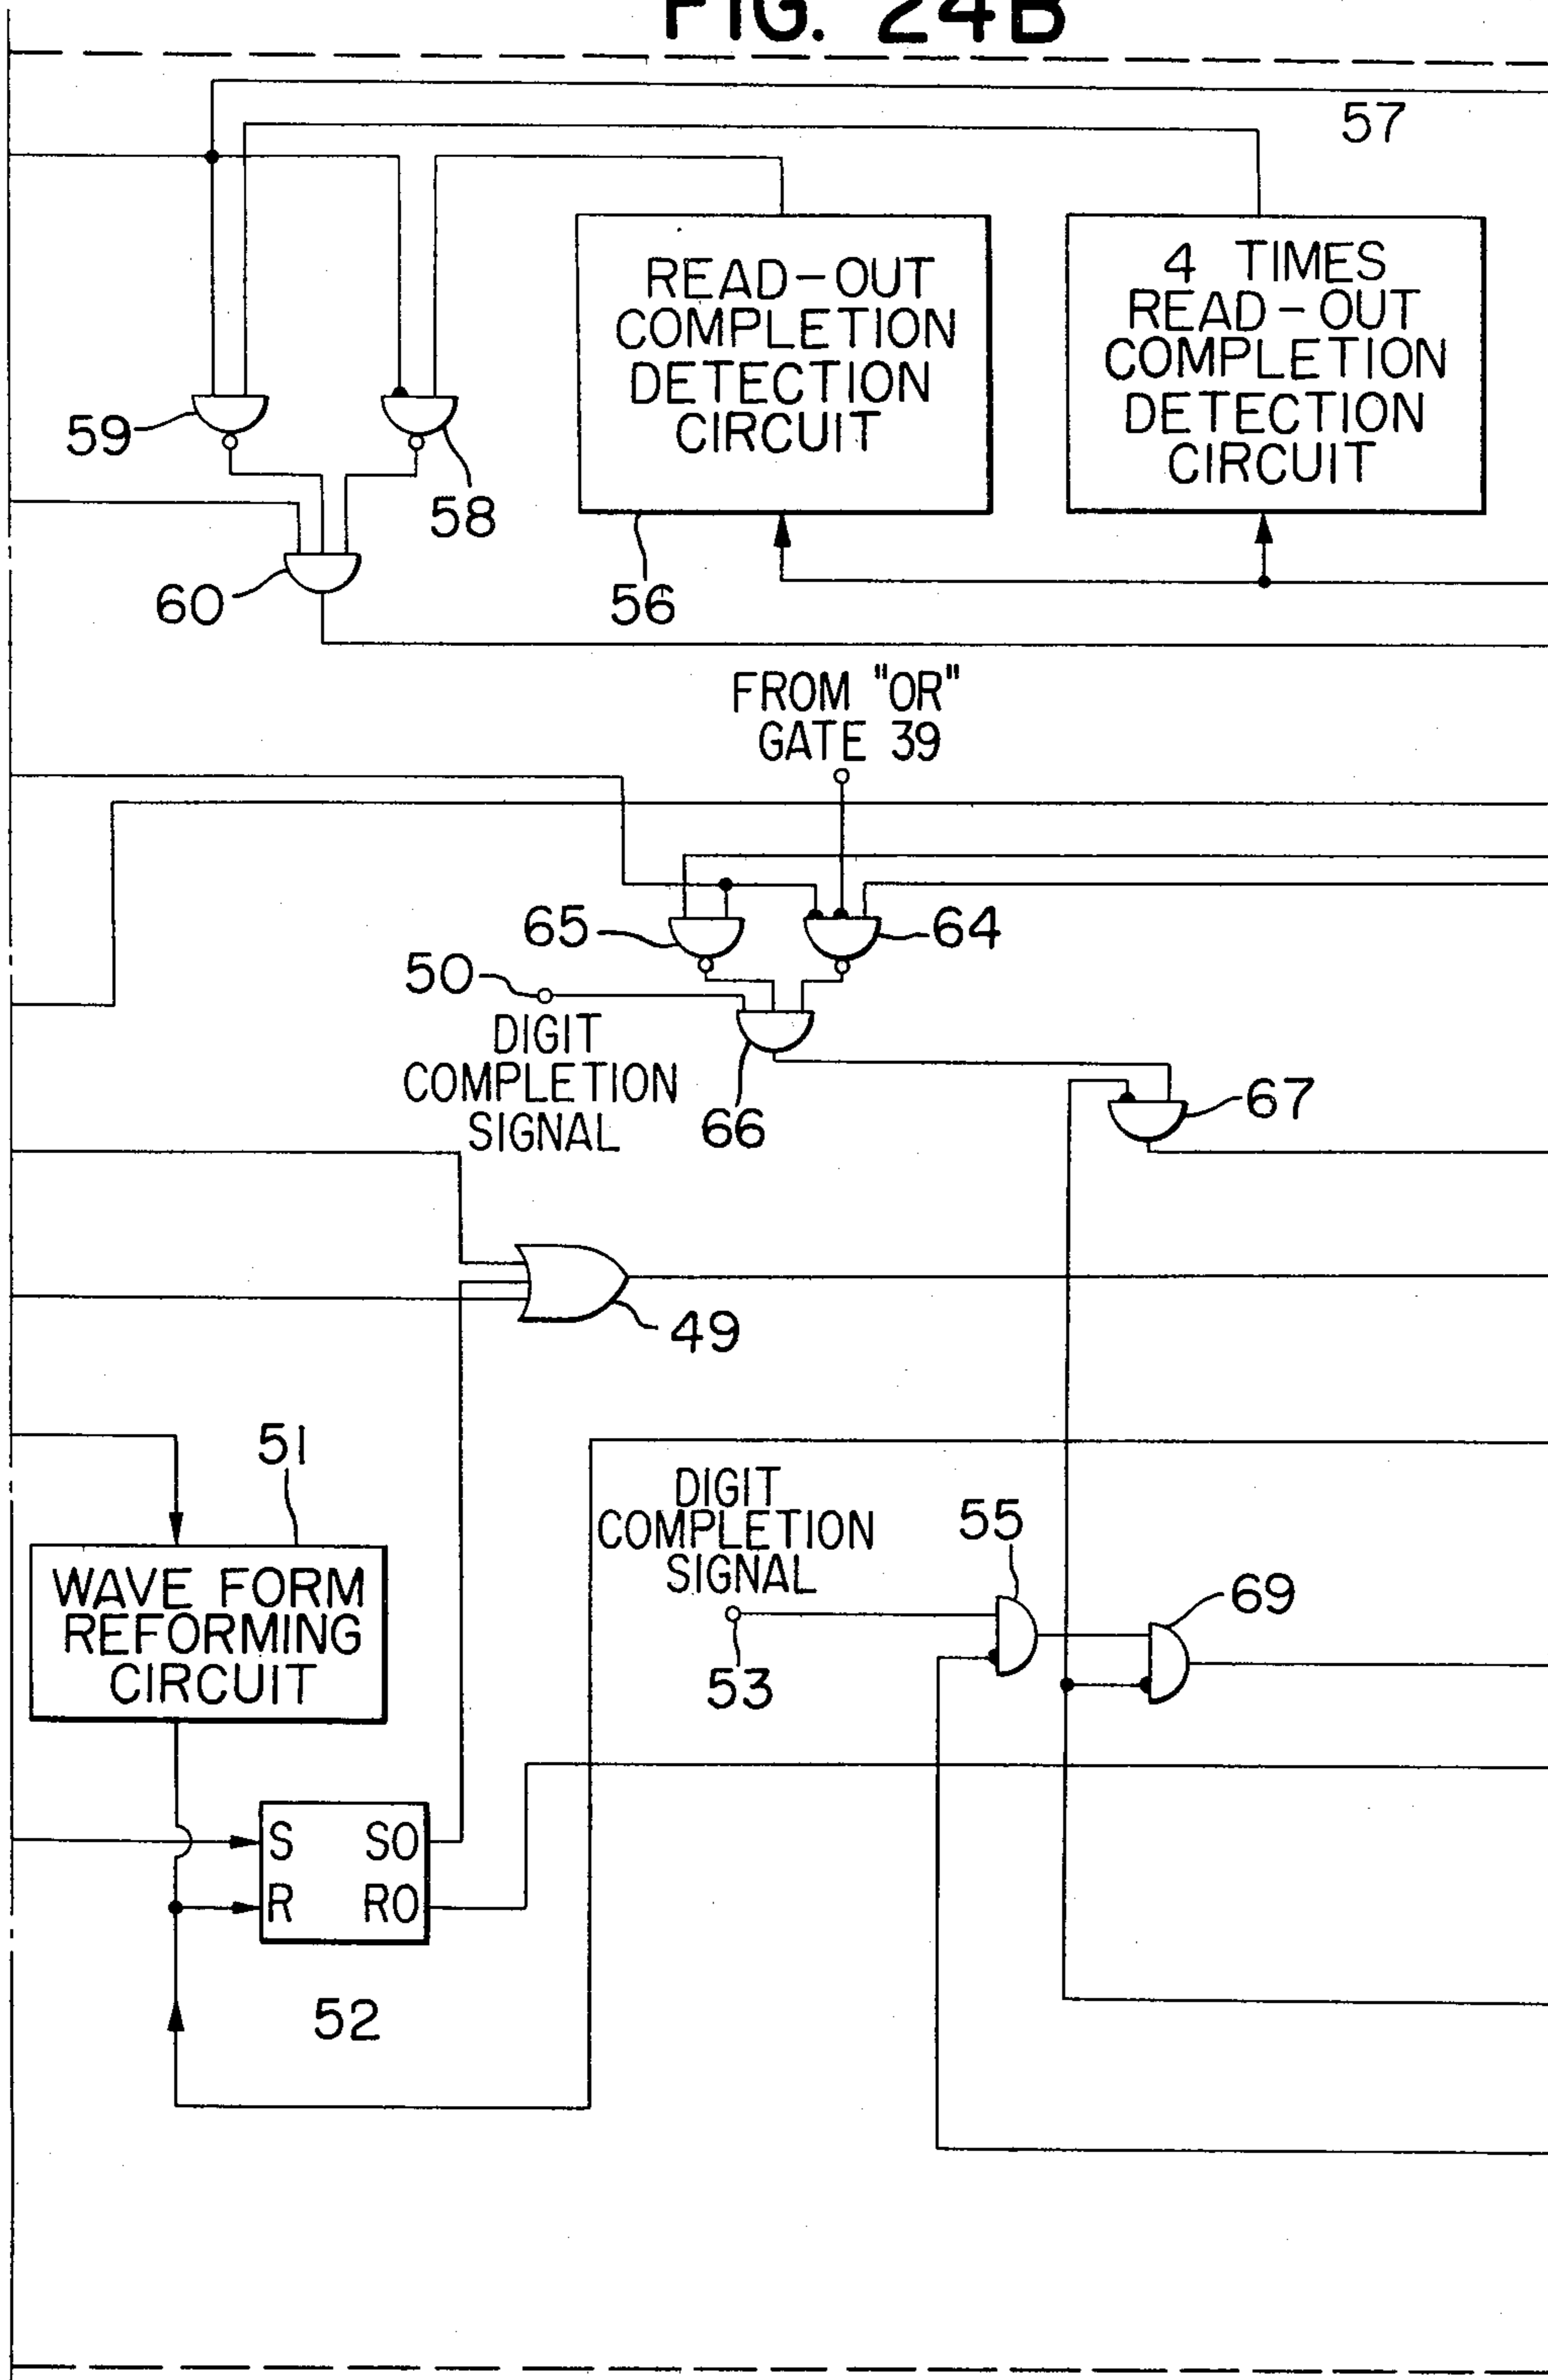 FIG. 24B
57
READ-OUT
COMPLETION
DETECTION
CIRCUIT
4 TIMES
READ-OUT
COMPLETION
DETECTION
CIRCUIT
59
58
60
56
FROM "OR"
GATE 39
65
64
50
DIGIT
COMPLETION
SIGNAL
66
67
49
51
DIGIT
COMPLETION
SIGNAL
55
WAVE FORM
REFORMING
CIRCUIT
69
53
S SO
R RO
52